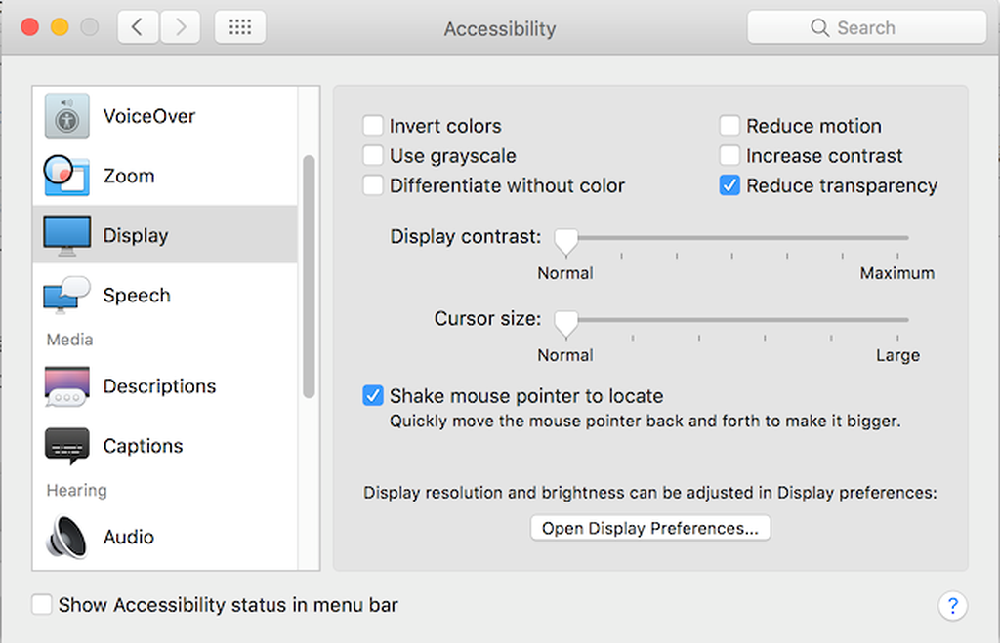 Accessibility
Search
VoiceOver
Zoom
Display
Speech
Media
Descriptions
Captions
Hearing
Audio
Invert colors
Use grayscale
Differentiate without color
Reduce motion
Increase contrast
Reduce transparency
Display contrast:
Normal Maximum
Cursor size:
Normal Large
Shake mouse pointer to locate
Quickly move the mouse pointer back and forth to make it bigger.
Display resolution and brightness can be adjusted in Display preferences:
Open Display Preferences...
Show Accessibility status in menu bar
?